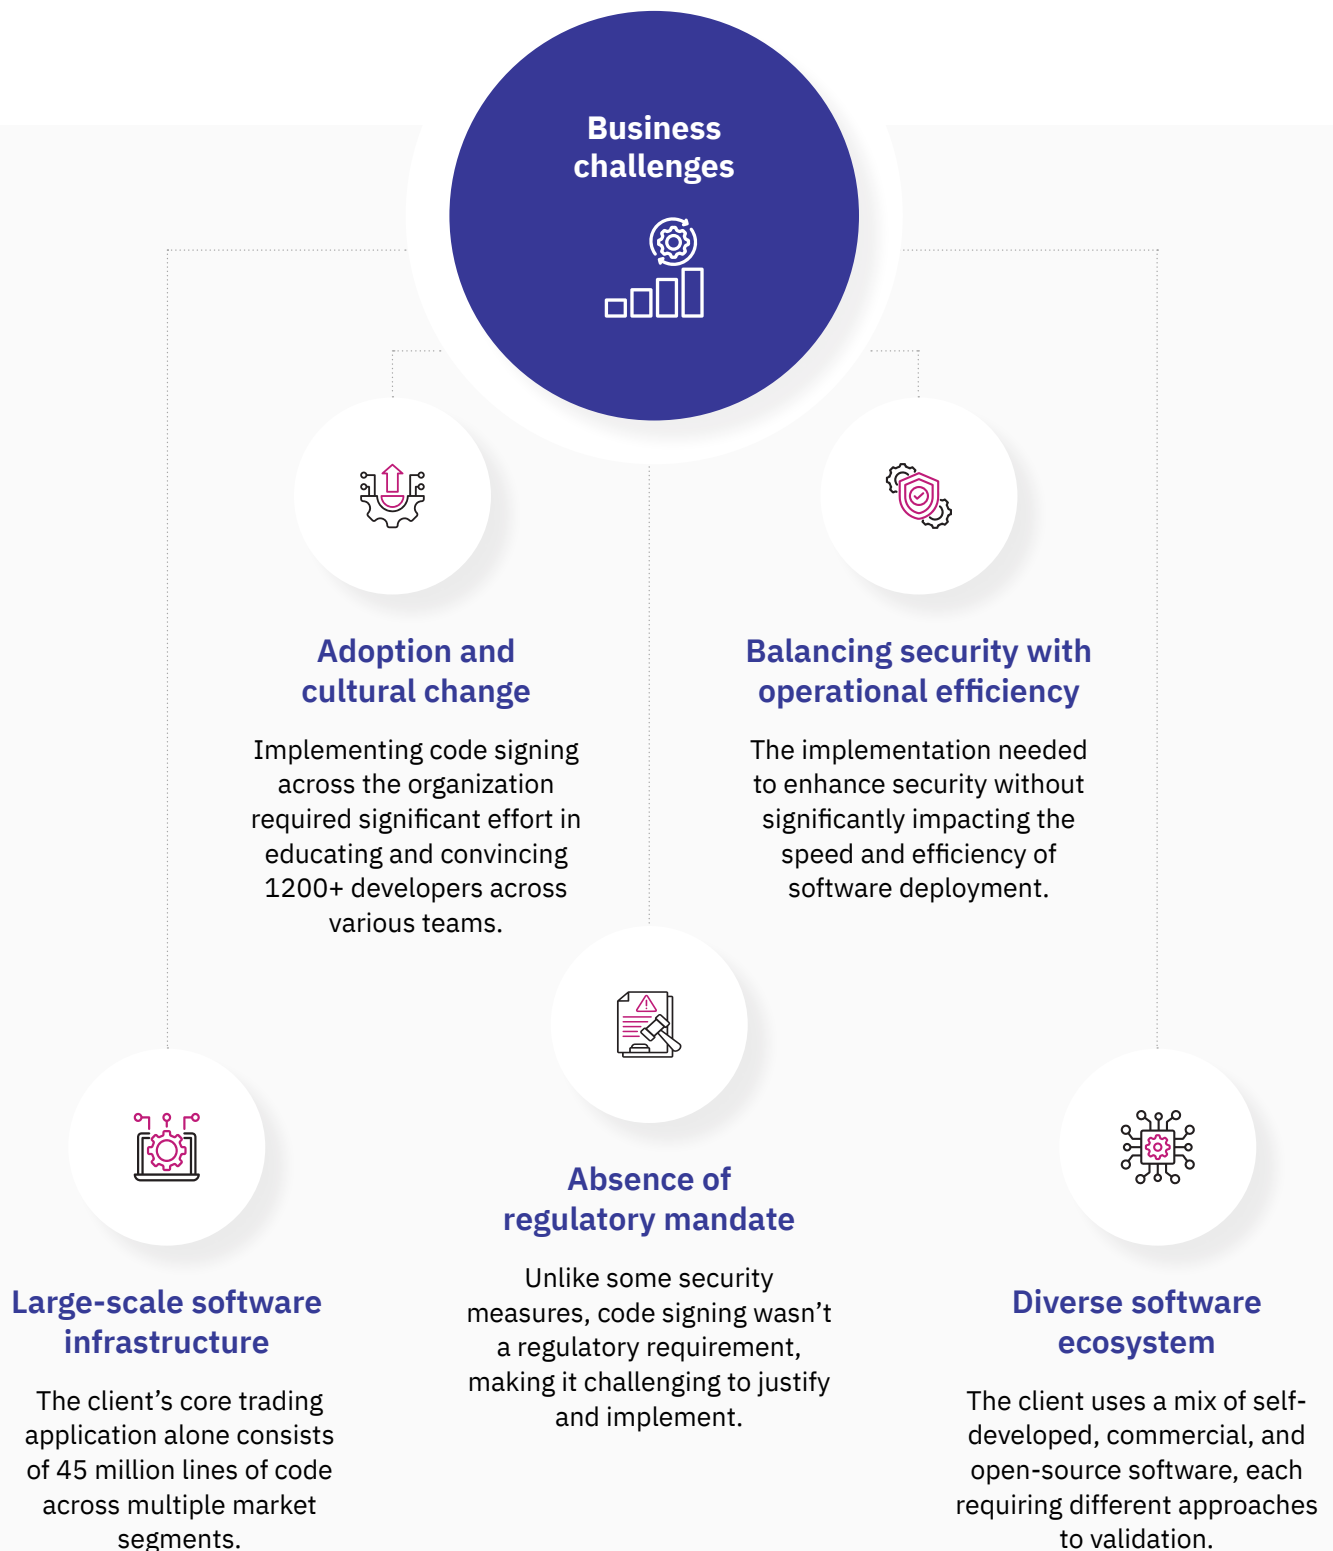 Business
challenges
Adoption and
cultural change
Implementing code signing
across the organization
required significant effort in
educating and convincing
1200+ developers across
various teams.
Balancing security with
operational efficiency
The implementation needed
to enhance security without
significantly impacting the
speed and efficiency of
software deployment.
Large-scale software
infrastructure
The client’s core trading
application alone consists
of 45 million lines of code
across multiple market
segments.
Absence of
regulatory mandate
Unlike some security
measures, code signing wasn’t
a regulatory requirement,
making it challenging to justify
and implement.
Diverse software
ecosystem
The client uses a mix of self-
developed, commercial, and
open-source software, each
requiring different approaches
to validation.